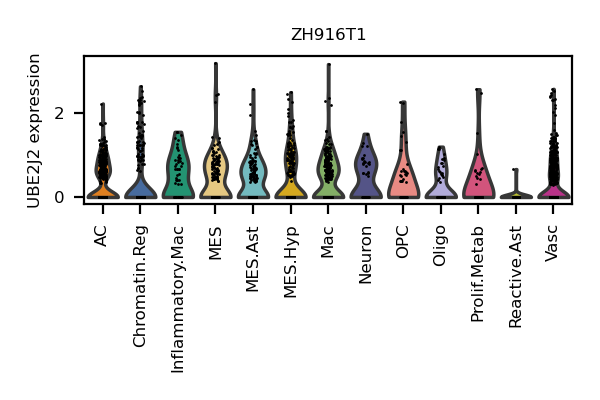 ZH916T1
UBE2J2 expression
2
0
AC
Chromatin.Reg
Inflammatory.Mac
MES
MES.Ast
MES.Hyp
Mac
Neuron
OPC
Oligo
Prolif.Metab
Reactive.Ast
Vasc